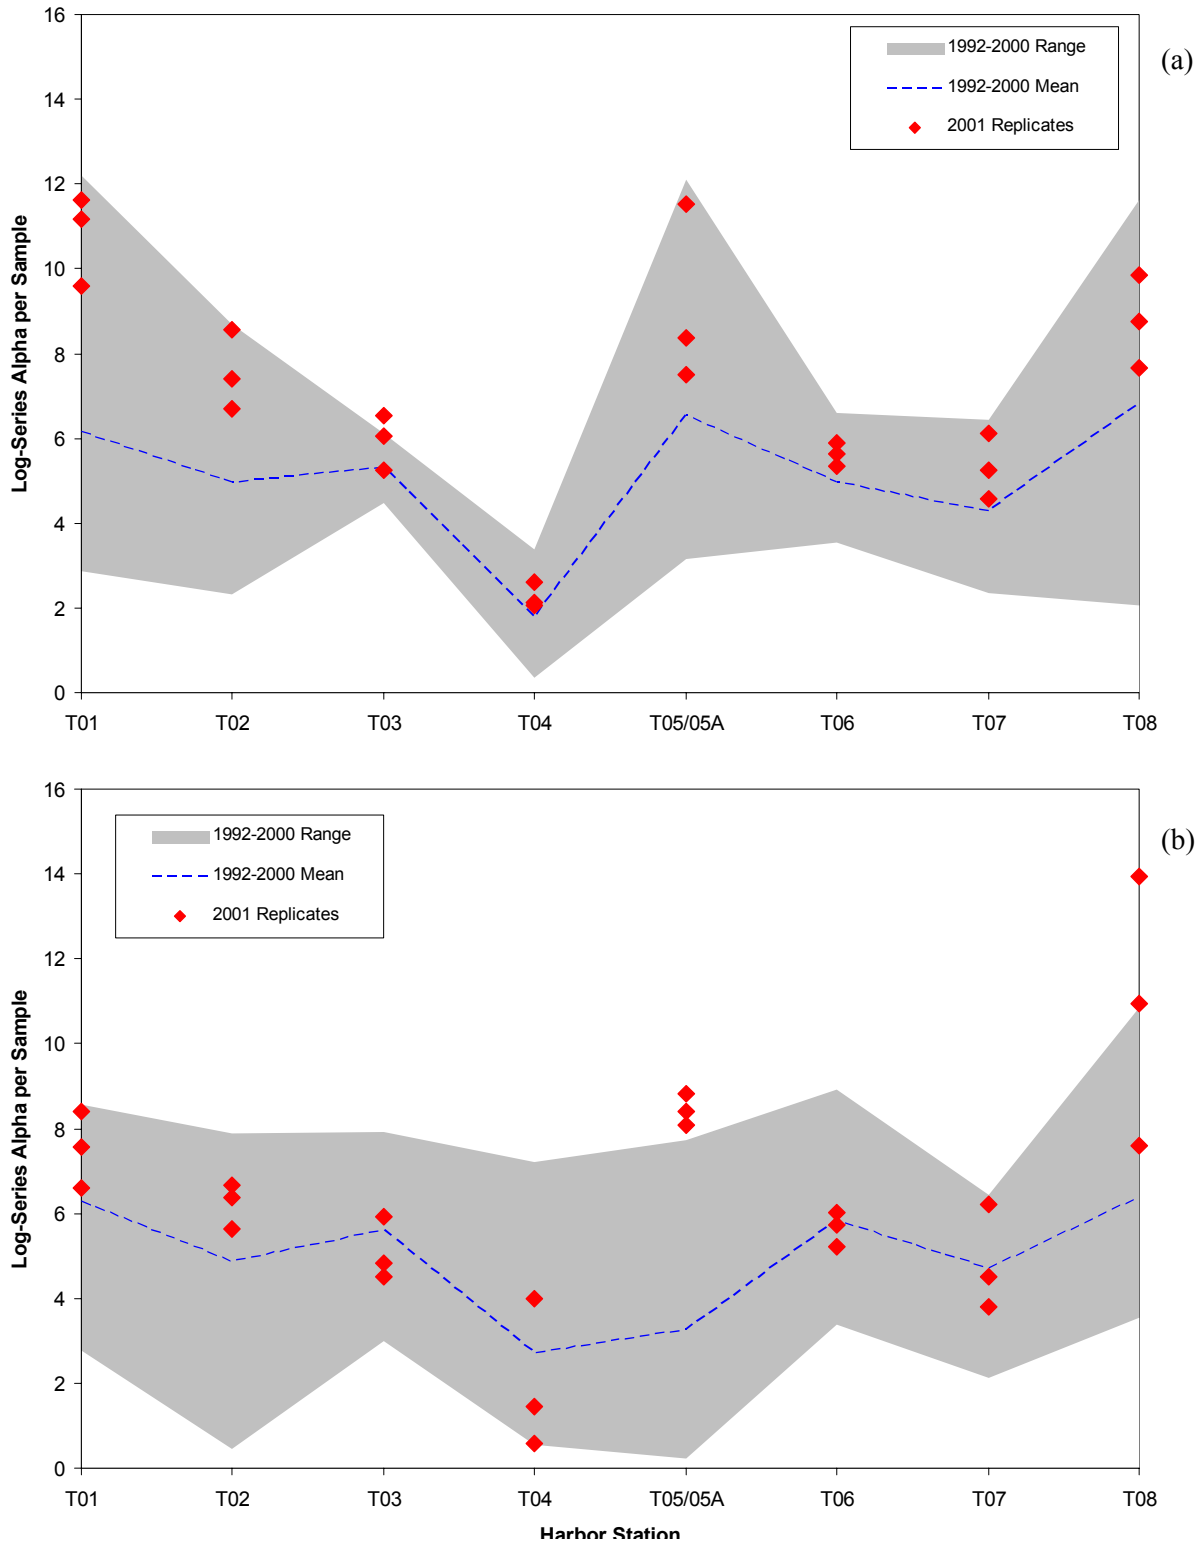 16
14
12
10
8
6
4
2
0
Log-Series Alpha per Sample
1992-2000 Range
1992-2000 Mean
2001 Replicates
(a)
T01 T02 T03 T04 T05/05A T06 T07 T08
16
14
12
10
8
6
4
2
0
Log-Series Alpha per Sample
1992-2000 Range
1992-2000 Mean
2001 Replicates
(b)
T01 T02 T03 T04 T05/05A T06 T07 T08
Harbor Station